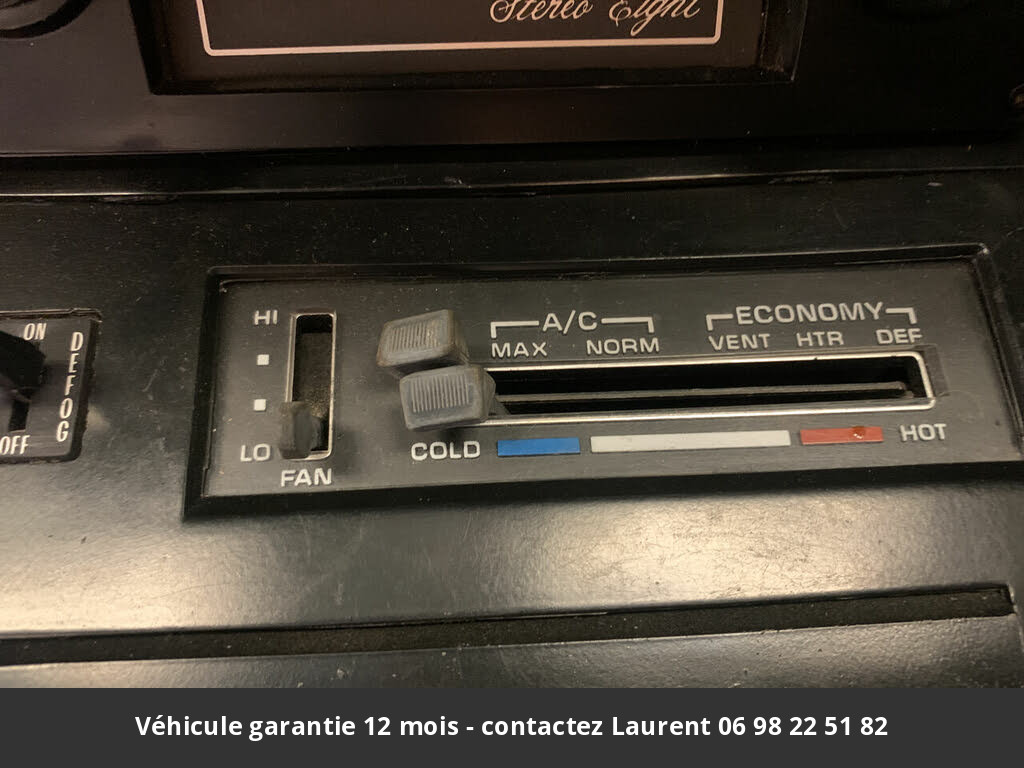 Stereo Eight
ON
DEFOG
OFF
HI
LO
FAN
A/C
MAX NORM
ECONOMY
VENT HTR DEF
COLD HOT
Véhicule garantie 12 mois - contactez Laurent 06 98 22 51 82